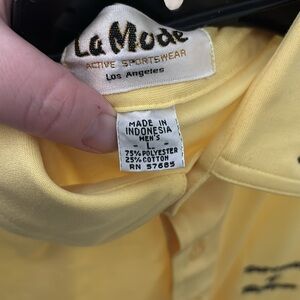 La Mode
ACTIVE SPORTSWEAR
Los Angeles
MADE IN
INDONESIA
MEN'S
- L -
75% POLYESTER
25% COTTON
RN 57685